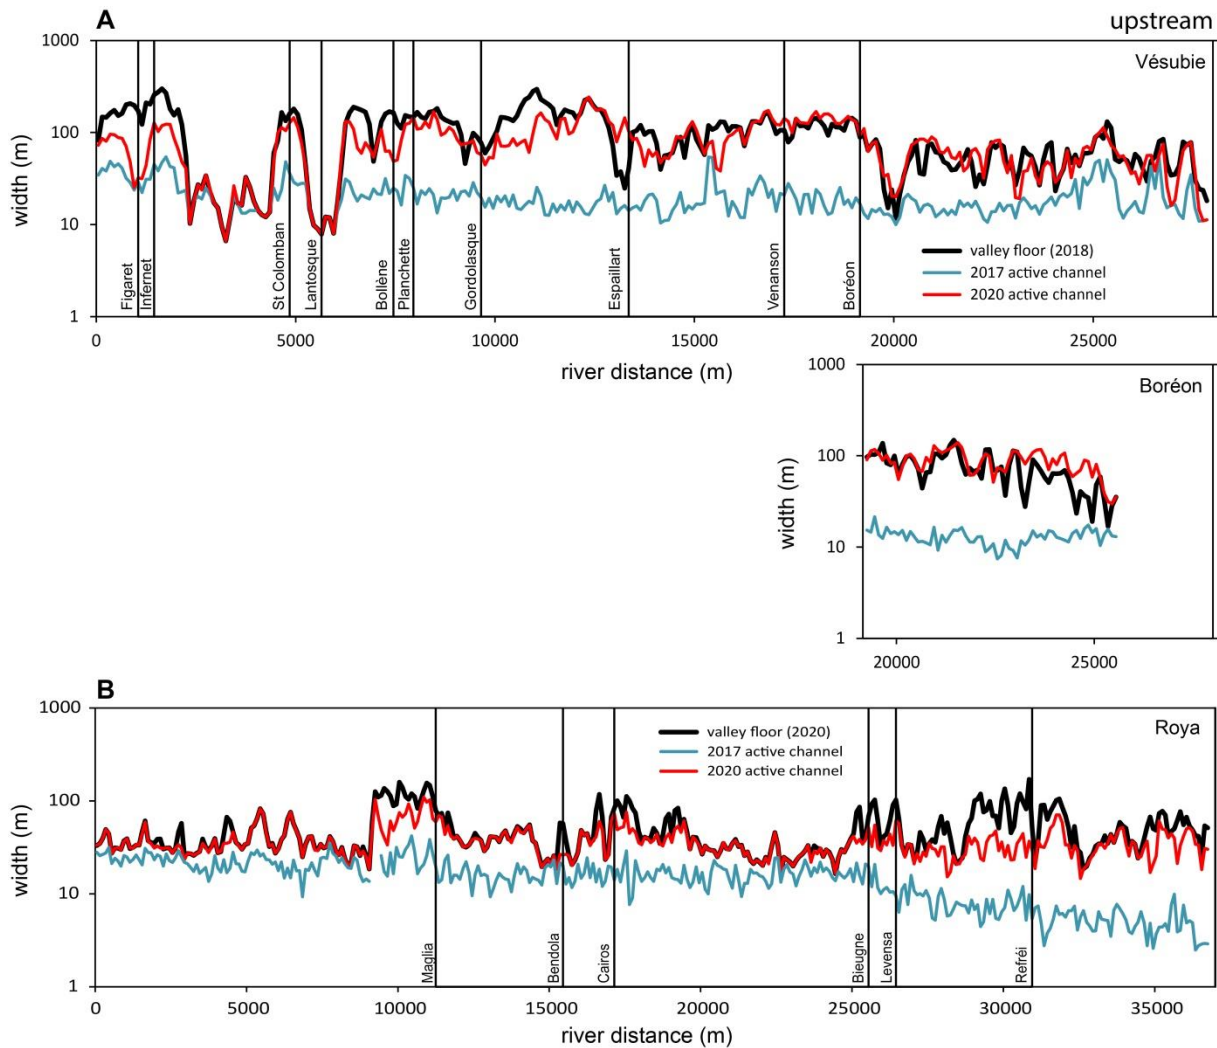 A
upstream
1000
Vésubie
100
width (m)
10
valley floor (2018)
2017 active channel
2020 active channel
Figaret
Infernet
St Colomban
Lantosque
Bollène
Planchette
Gordolasque
Espaillart
Venanson
Boréon
1
0 5000 10000 15000 20000 25000
river distance (m)
1000
Boréon
100
width (m)
10
1
20000 25000
B
1000
Roya
valley floor (2020)
2017 active channel
2020 active channel
100
width (m)
10
Maglia
Bendola
Cairos
Bieugne
Levensa
Refréi
1
0 5000 10000 15000 20000 25000 30000 35000
river distance (m)